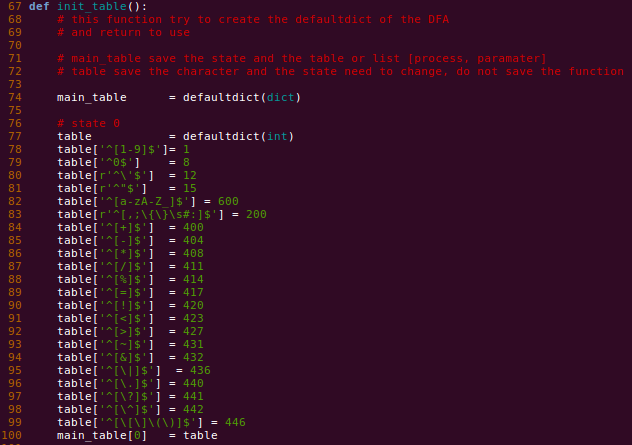 67 def init_table():
68     # this function try to create the defaultdict of the DFA
69     # and return to use
70
71     # main_table save the state and the table or list [process, paramater]
72     # table save the character and the state need to change, do not save the function
73
74     main_table      = defaultdict(dict)
75
76     # state 0
77     table           = defaultdict(int)
78     table['^[1-9]$']= 1
79     table['^0$']    = 8
80     table[r'^\'$']  = 12
81     table[r'^"$']   = 15
82     table['^[a-zA-Z_]$'] = 600
83     table[r'^[,;\{\}\s#:]$'] = 200
84     table['^[+]$']  = 400
85     table['^[-]$']  = 404
86     table['^[*]$']  = 408
87     table['^[/]$']  = 411
88     table['^[%]$']  = 414
89     table['^[=]$']  = 417
90     table['^[!]$']  = 420
91     table['^[<]$']  = 423
92     table['^[>]$']  = 427
93     table['^[~]$']  = 431
94     table['^[&]$']  = 432
95     table['^[\|]$']  = 436
96     table['^[\.]$'] = 440
97     table['^[\?]$'] = 441
98     table['^[\^]$'] = 442
99     table['^[\[\]\(\)]$'] = 446
100     main_table[0]   = table